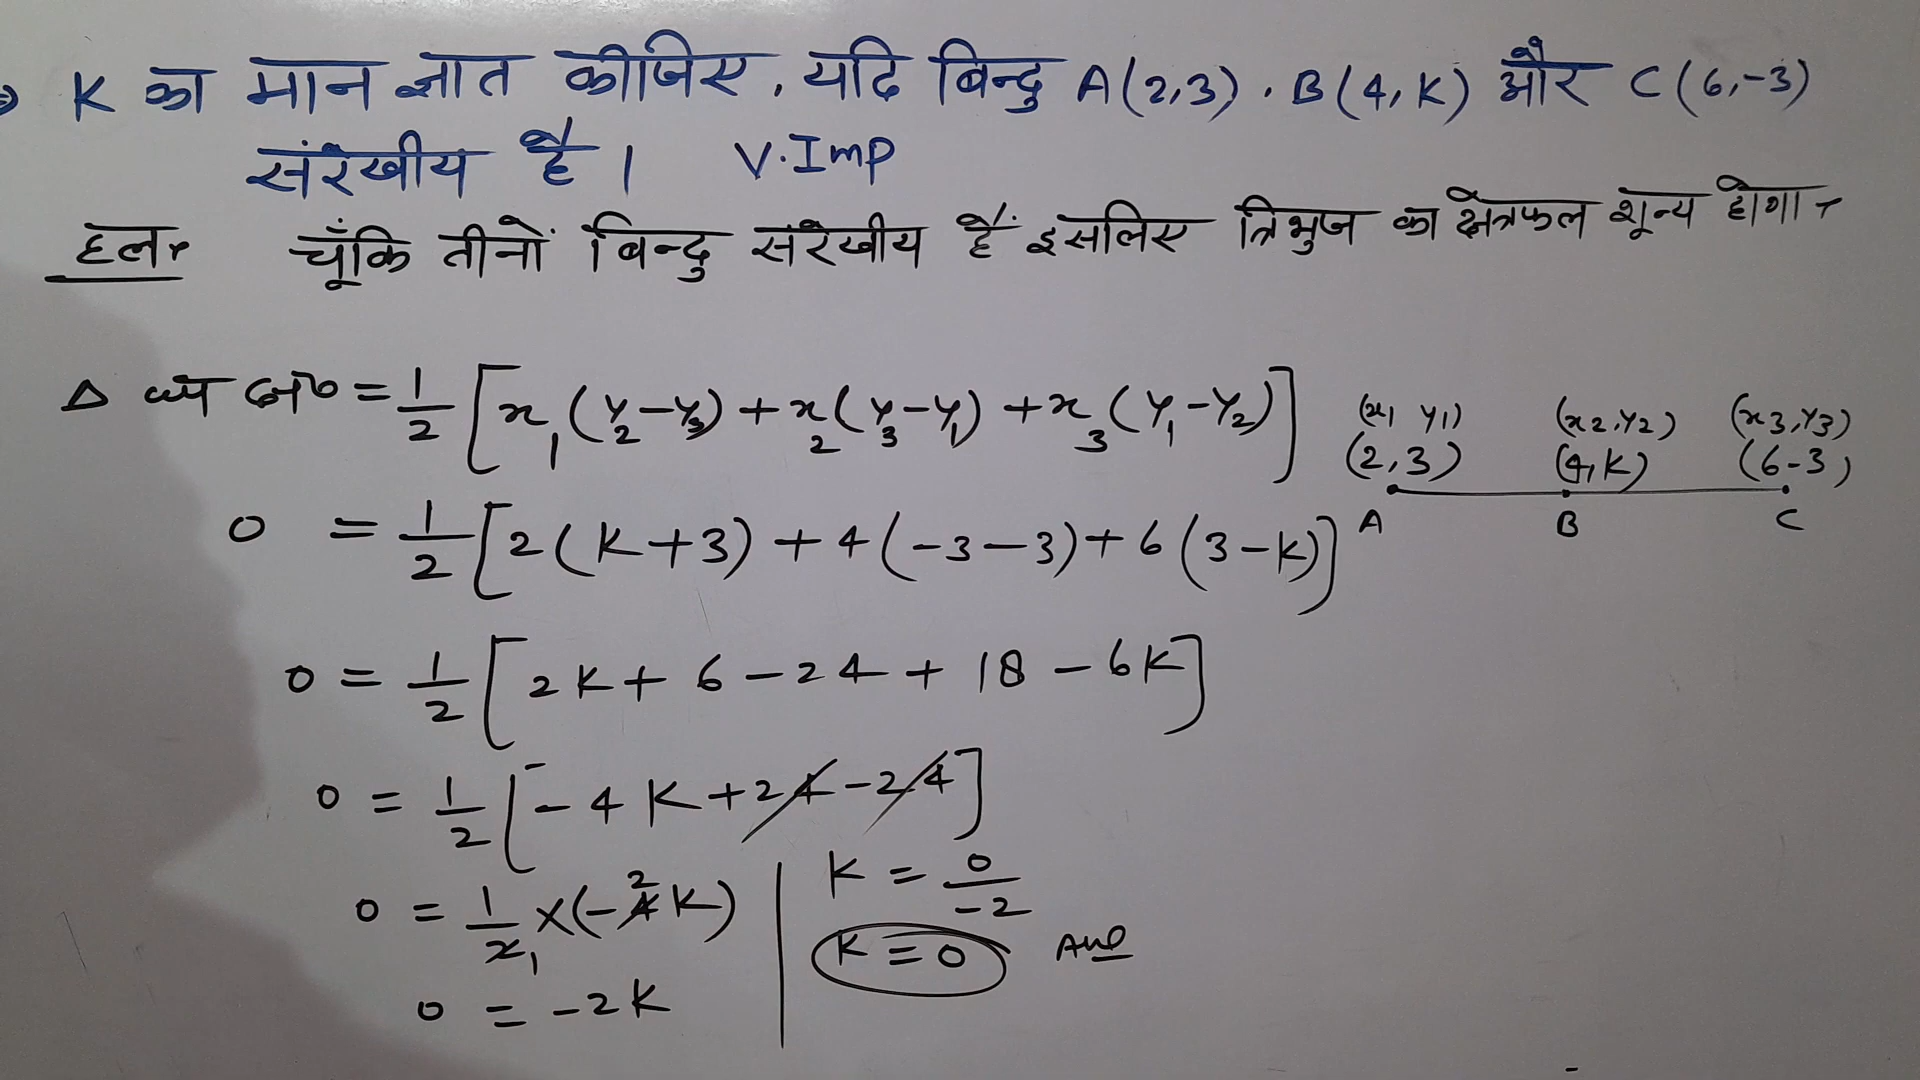 K का मान ज्ञात कीजिए, यदि बिन्दु A(2,3), B(4,K) और C(6,-3)
संरेखीय है। V.Imp
हल- चूँकि तीनों बिन्दु संरेखीय हैं इसलिए त्रिभुज का क्षेत्रफल शून्य होगा-
Δ का क्षे० = 1/2 [x₁(y₂-y₃)+x₂(y₃-y₁)+x₃(y₁-y₂)]
(x₁ y₁) (x₂,y₂) (x₃,y₃)
(2,3) (4,K) (6-3)
A B C
0 = 1/2 [2(K+3)+4(-3-3)+6(3-K)]
0 = 1/2 [2K+6-24+18-6K]
0 = 1/2 [-4K+24-24]
0 = 1/2 × (-4K) 2 1
0 = -2K
K = 0/-2
K = 0 Ans